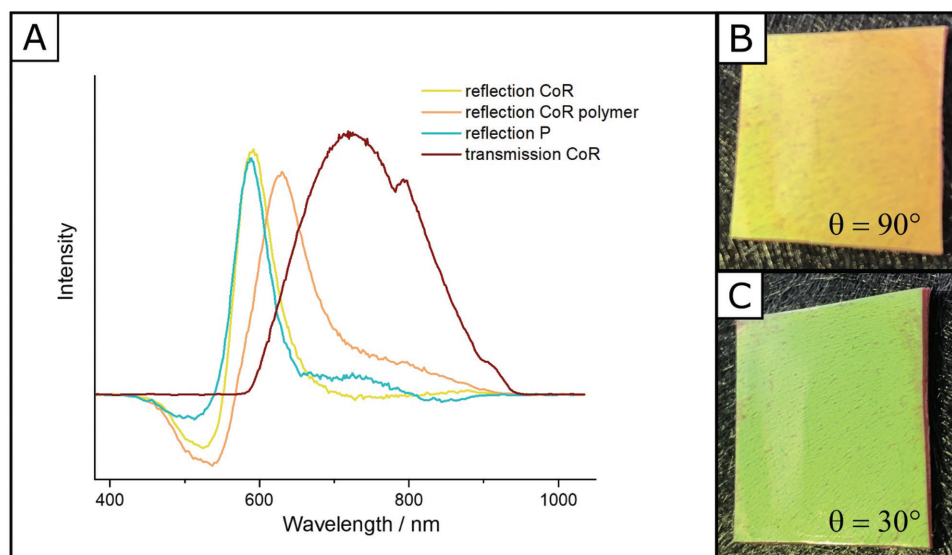 A
reflection CoR
reflection CoR polymer
reflection P
transmission CoR
Intensity
400
600
800
1000
Wavelength / nm
B
θ = 90°
C
θ = 30°